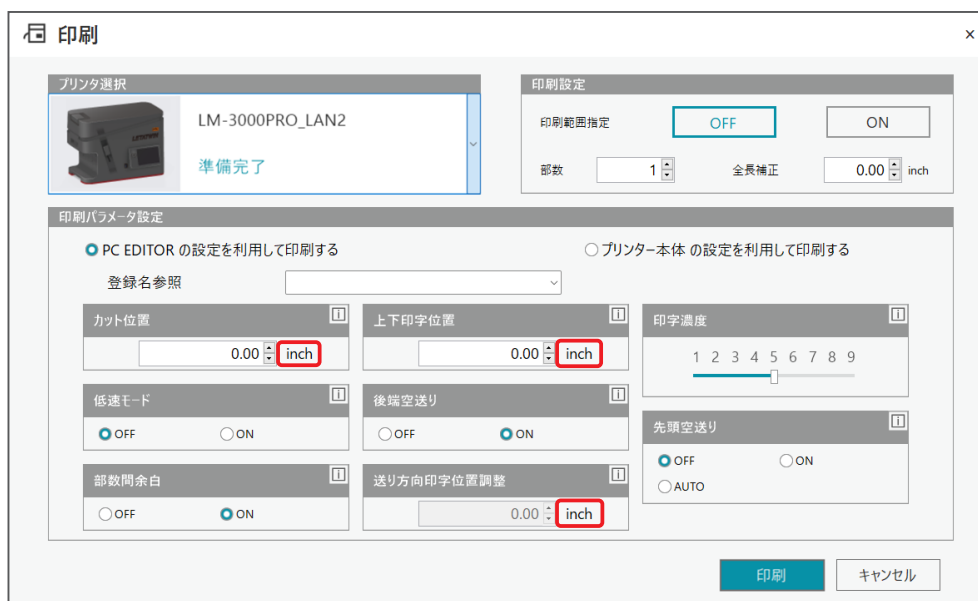 印刷
×
プリンタ選択
LM-3000PRO_LAN2
準備完了
印刷設定
印刷範囲指定 OFF ON
部数 1 全長補正 0.00 inch
印刷パラメータ設定
PC EDITOR の設定を利用して印刷する プリンター本体 の設定を利用して印刷する
登録名参照
カット位置
0.00 inch
上下印字位置
0.00 inch
印字濃度
1 2 3 4 5 6 7 8 9
低速モード
OFF ON
後端空送り
OFF ON
先頭空送り
OFF ON
AUTO
部数間余白
OFF ON
送り方向印字位置調整
0.00 inch
印刷 キャンセル